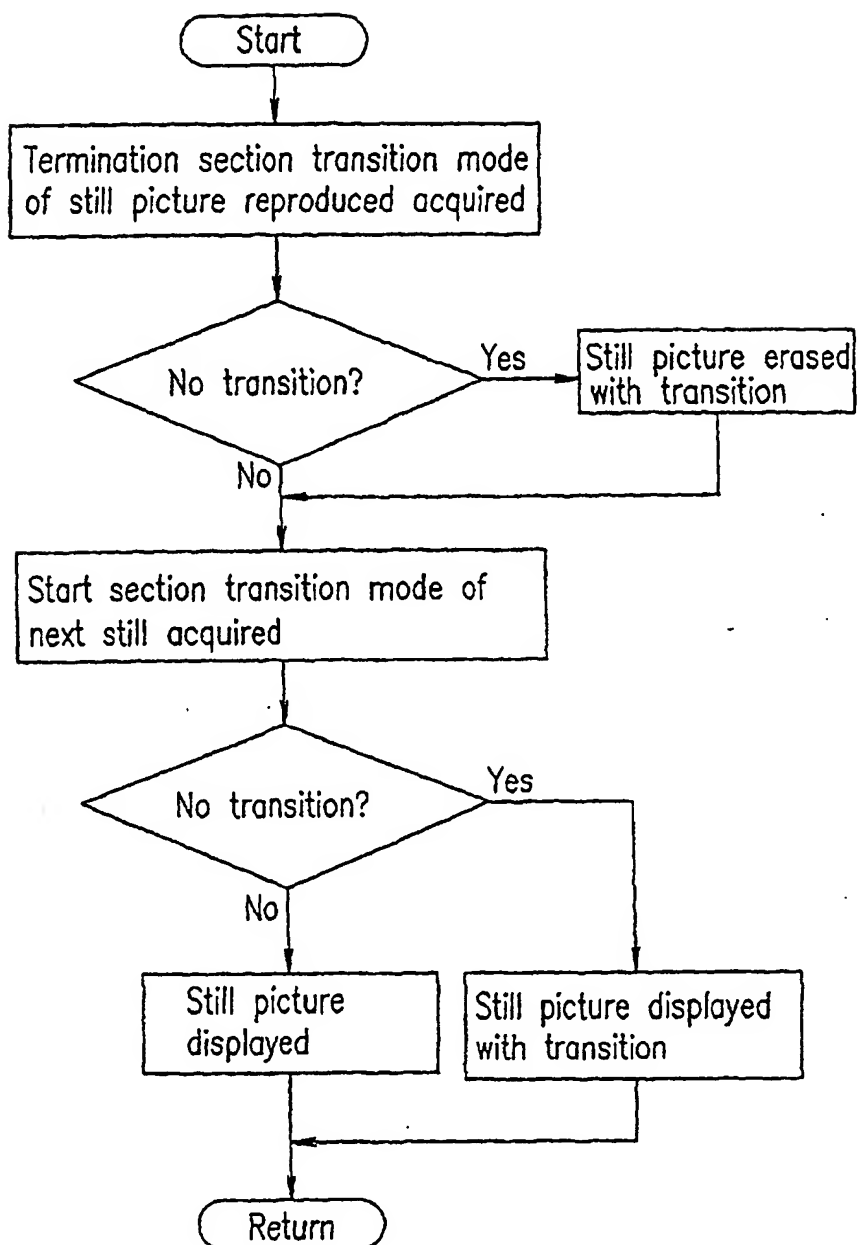 Start
Termination section transition mode
of still picture reproduced acquired
No transition?
Yes
Still picture erased
with transition
No
Start section transition mode of
next still acquired
No transition?
Yes
No
Still picture
displayed
Still picture displayed
with transition
Return